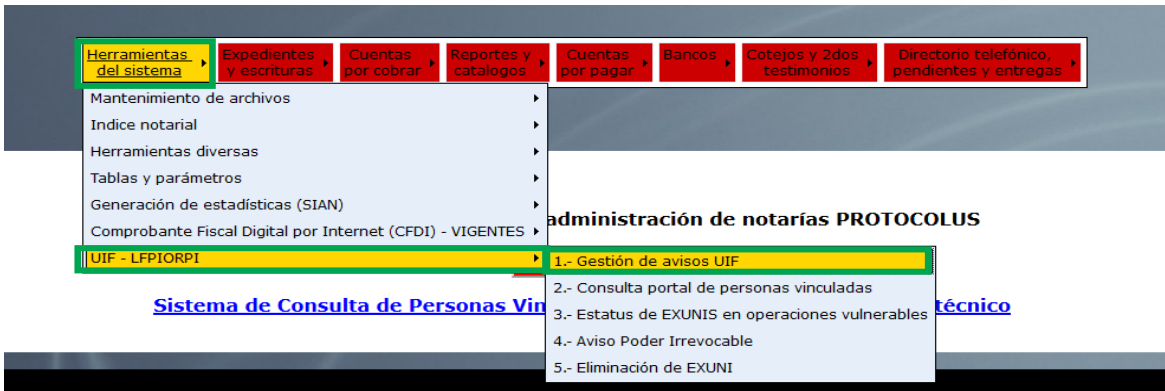 Herramientas del sistema
Expedientes y escrituras
Cuentas por cobrar
Reportes y catalogos
Cuentas por pagar
Bancos
Cotejos y 2dos testimonios
Directorio telefónico, pendientes y entregas
Mantenimiento de archivos
Indice notarial
Herramientas diversas
Tablas y parámetros
Generación de estadísticas (SIAN)
Comprobante Fiscal Digital por Internet (CFDI) - VIGENTES
UIF - LFPIORPI
administración de notarías PROTOCOLUS
1.- Gestión de avisos UIF
2.- Consulta portal de personas vinculadas
3.- Estatus de EXUNIS en operaciones vulnerables
4.- Aviso Poder Irrevocable
5.- Eliminación de EXUNI
Sistema de Consulta de Personas Vin
técnico